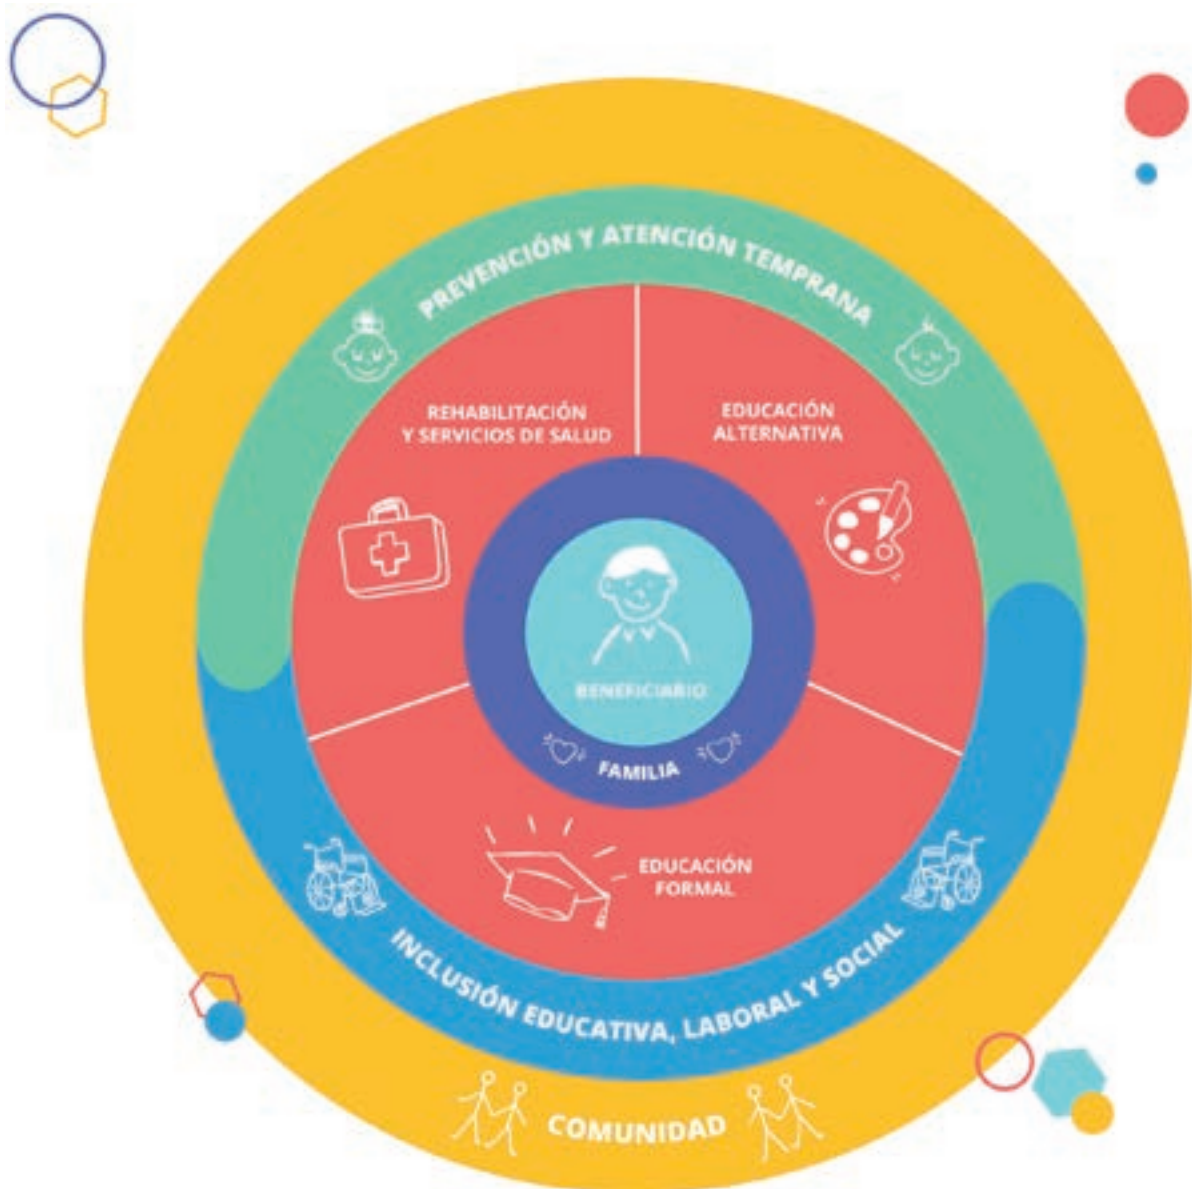 PREVENCIÓN Y ATENCIÓN TEMPRANA
REHABILITACIÓN
Y SERVICIOS DE SALUD
EDUCACIÓN
ALTERNATIVA
BENEFICIARIO
FAMILIA
EDUCACIÓN
FORMAL
INCLUSIÓN EDUCATIVA, LABORAL Y SOCIAL
COMUNIDAD